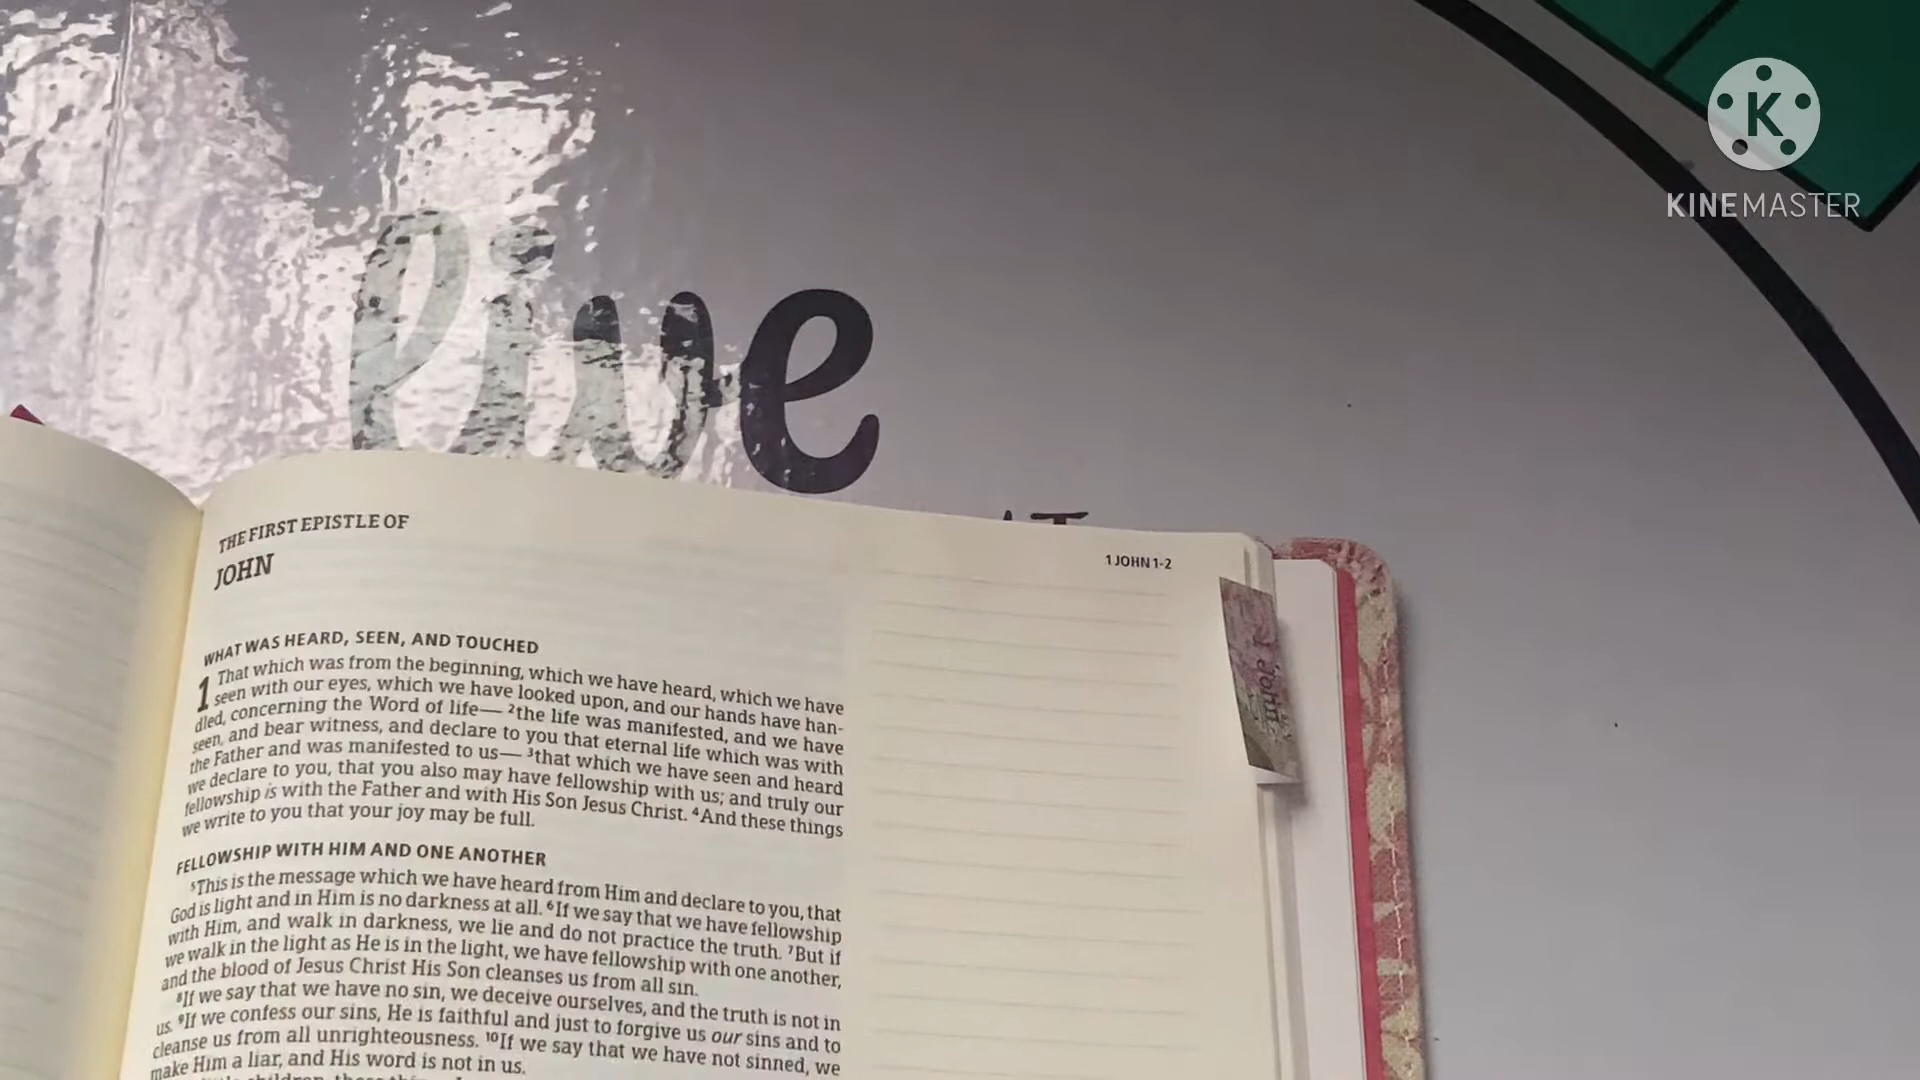 K
KINEMASTER
live
THE FIRST EPISTLE OF
JOHN
1 JOHN 1-2
1 John
WHAT WAS HEARD, SEEN, AND TOUCHED
1 That which was from the beginning, which we have heard, which we have
seen with our eyes, which we have looked upon, and our hands have han-
dled, concerning the Word of life— 2the life was manifested, and we have
seen, and bear witness, and declare to you that eternal life which was with
the Father and was manifested to us— 3that which we have seen and heard
we declare to you, that you also may have fellowship with us; and truly our
fellowship is with the Father and with His Son Jesus Christ. 4And these things
we write to you that your joy may be full.
FELLOWSHIP WITH HIM AND ONE ANOTHER
5This is the message which we have heard from Him and declare to you, that
God is light and in Him is no darkness at all. 6If we say that we have fellowship
with Him, and walk in darkness, we lie and do not practice the truth. 7But if
we walk in the light as He is in the light, we have fellowship with one another,
and the blood of Jesus Christ His Son cleanses us from all sin.
8If we say that we have no sin, we deceive ourselves, and the truth is not in
us. 9If we confess our sins, He is faithful and just to forgive us our sins and to
cleanse us from all unrighteousness. 10If we say that we have not sinned, we
make Him a liar, and His word is not in us.